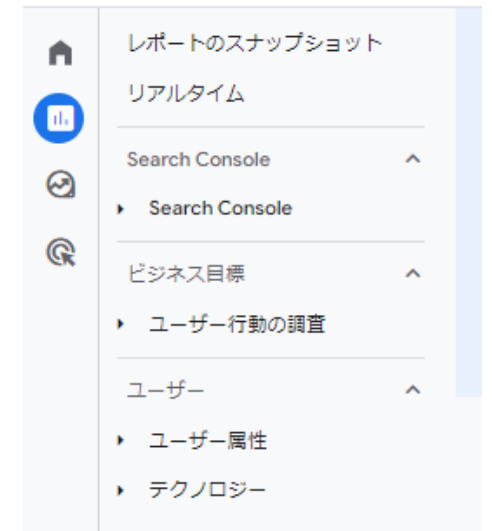 レポートのスナップショット
リアルタイム
Search Console
Search Console
ビジネス目標
ユーザー行動の調査
ユーザー
ユーザー属性
テクノロジー